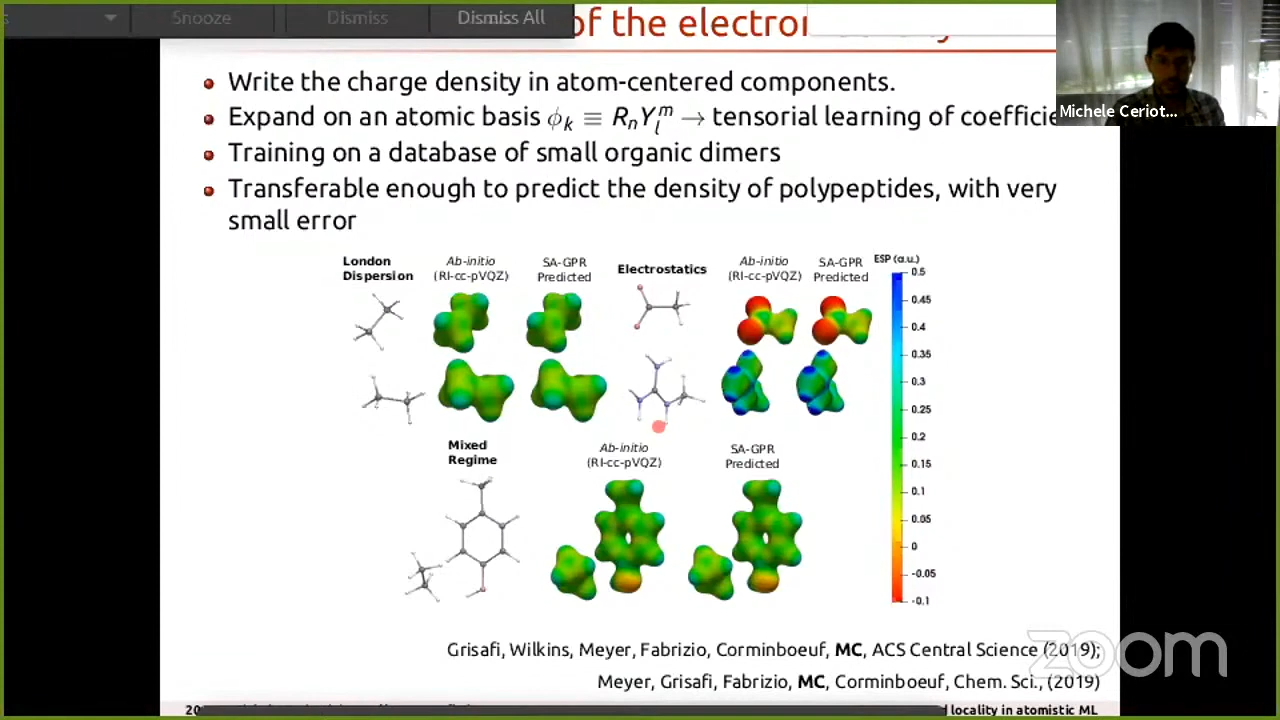 Snooze Dismiss Dismiss All
of the electron
Michele Ceriot...
• Write the charge density in atom-centered components.
• Expand on an atomic basis ϕₖ ≡ RₙYₗᵐ → tensorial learning of coefficie
• Training on a database of small organic dimers
• Transferable enough to predict the density of polypeptides, with very
small error
London
Dispersion
Ab-initio
(RI-cc-pVQZ)
SA-GPR
Predicted
Electrostatics
Ab-initio
(RI-cc-pVQZ)
SA-GPR
Predicted
ESP (a.u.)
0.5
0.45
0.4
0.35
0.3
0.25
0.2
0.15
0.1
0.05
0
-0.05
-0.1
Mixed
Regime
Ab-initio
(RI-cc-pVQZ)
SA-GPR
Predicted
Grisafi, Wilkins, Meyer, Fabrizio, Corminboeuf, MC, ACS Central Science (2019);
Meyer, Grisafi, Fabrizio, MC, Corminboeuf, Chem. Sci., (2019)
zoom
20
locality in atomistic ML